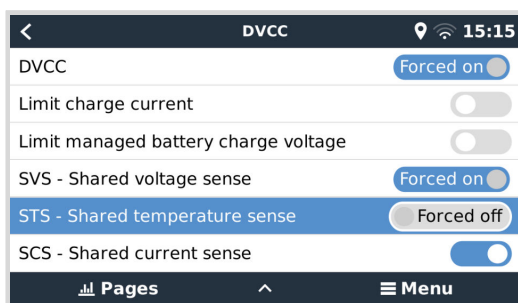 DVCC 15:15
DVCC Forced on
Limit charge current
Limit managed battery charge voltage
SVS - Shared voltage sense Forced on
STS - Shared temperature sense Forced off
SCS - Shared current sense
Pages Menu